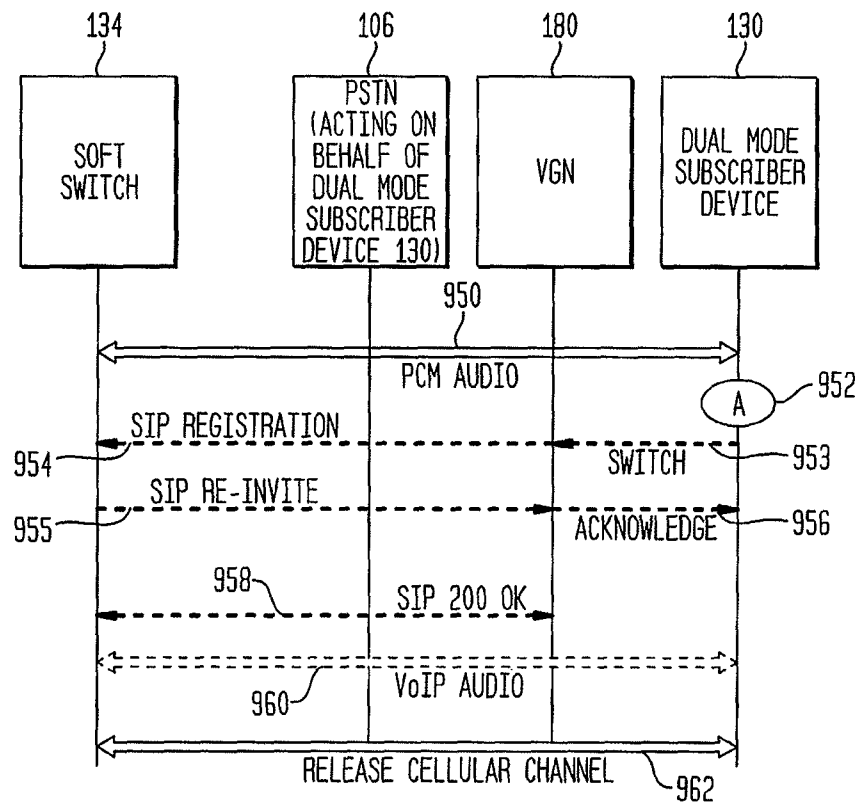 134
106
180
130
SOFT
SWITCH
PSTN
(ACTING ON
BEHALF OF
DUAL MODE
SUBSCRIBER
DEVICE 130)
VGN
DUAL MODE
SUBSCRIBER
DEVICE
950
PCM AUDIO
A
952
SIP REGISTRATION
954
SWITCH
953
SIP RE-INVITE
955
ACKNOWLEDGE
956
958
SIP 200 OK
960
VoIP AUDIO
RELEASE CELLULAR CHANNEL
962